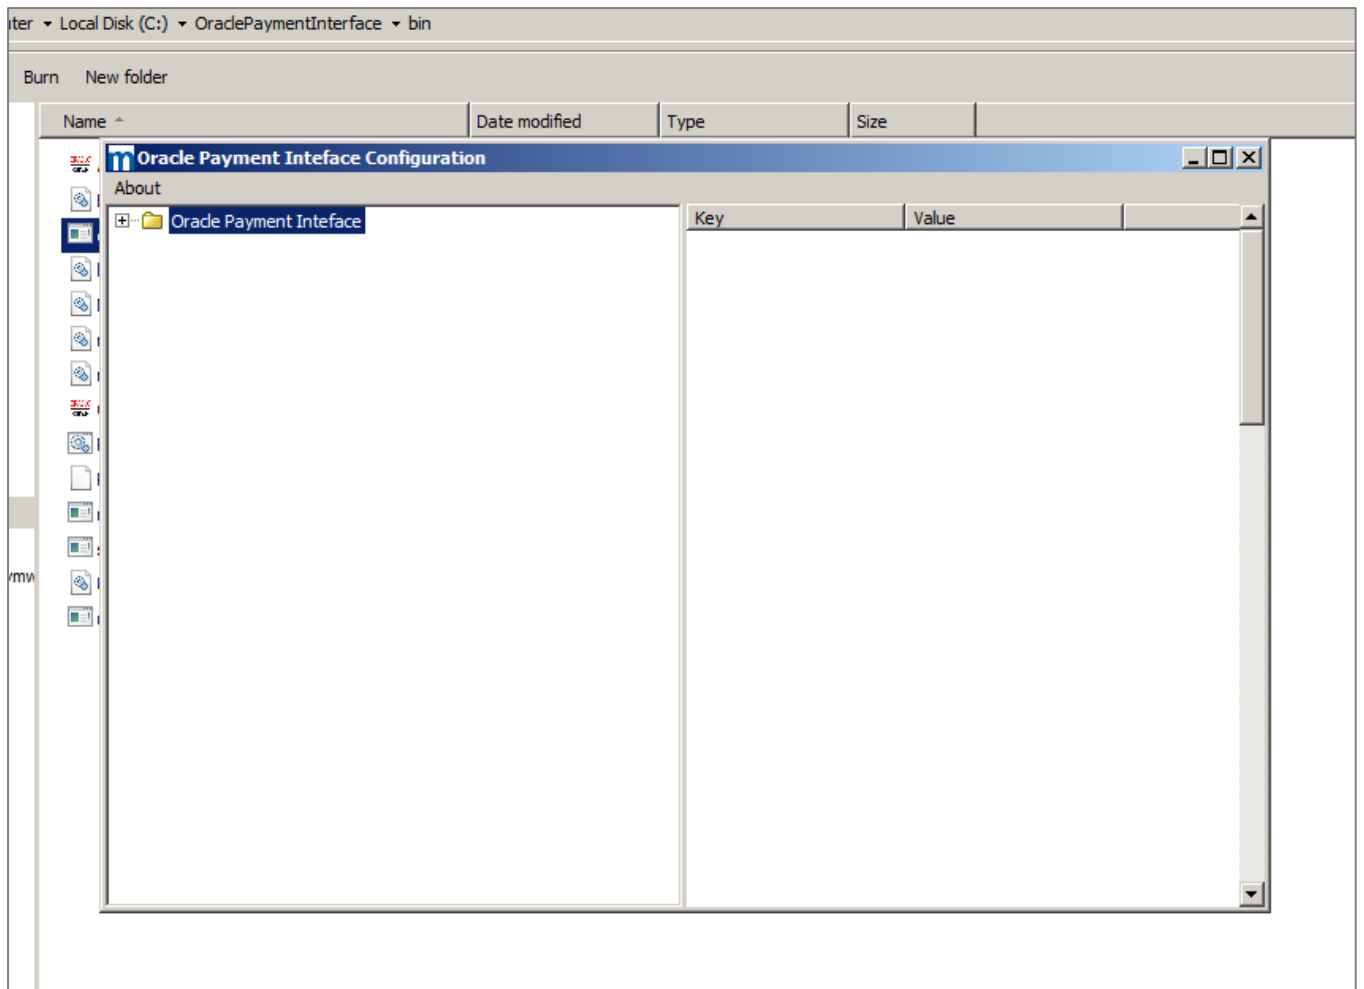 Local Disk (C:) OraclePaymentInterface bin
Burn New folder
Name Date modified Type Size
Oracle Payment Inteface Configuration
About
Oracle Payment Inteface
Key Value